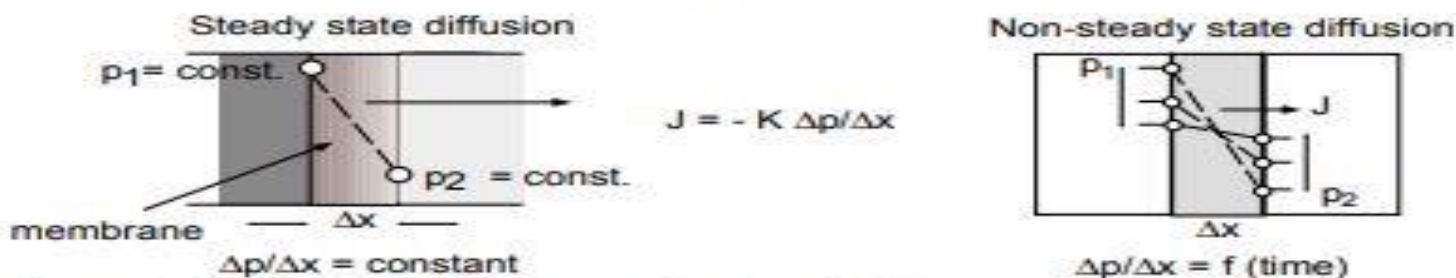 Steady state diffusion
p1= const.
J = - K Δp/Δx
p2 = const.
membrane
Δx
Δp/Δx = constant
Non-steady state diffusion
p1
J
p2
Δx
Δp/Δx = f (time)